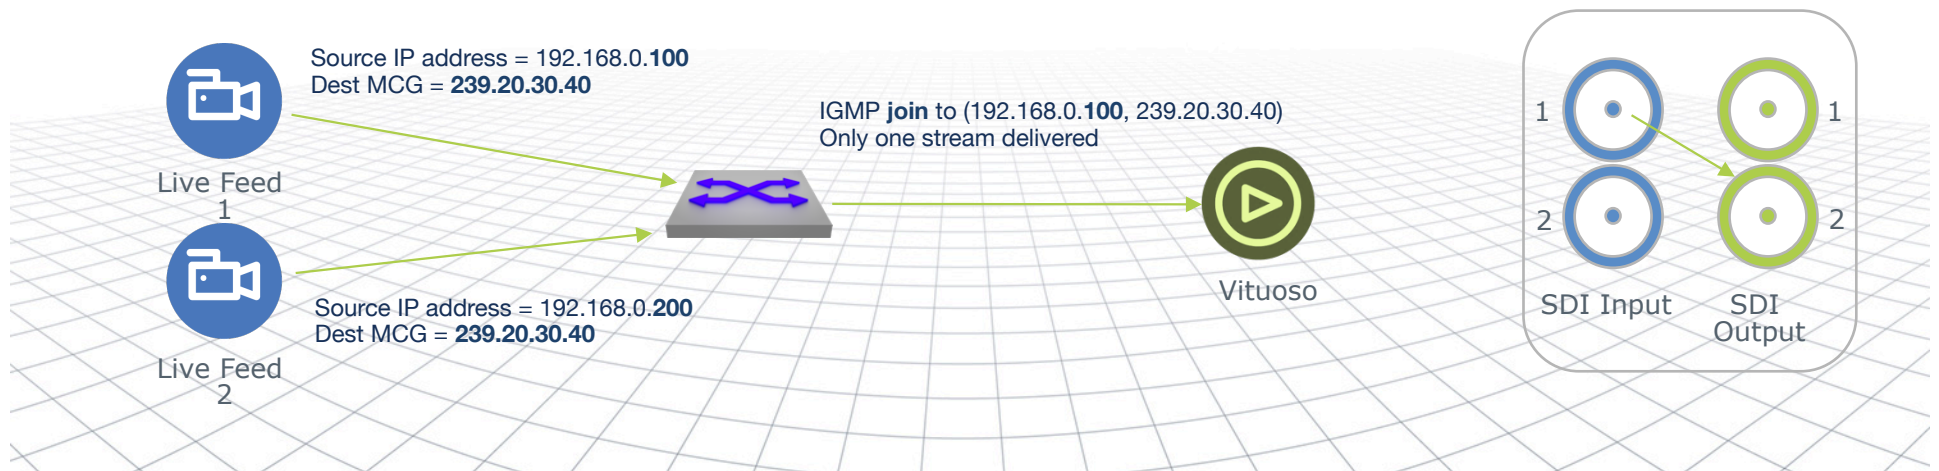 Source IP address = 192.168.0.100
Dest MCG = 239.20.30.40
Live Feed
1
IGMP join to (192.168.0.100, 239.20.30.40)
Only one stream delivered
Source IP address = 192.168.0.200
Dest MCG = 239.20.30.40
Live Feed
2
Vituoso
1
1
2
2
SDI Input
SDI
Output